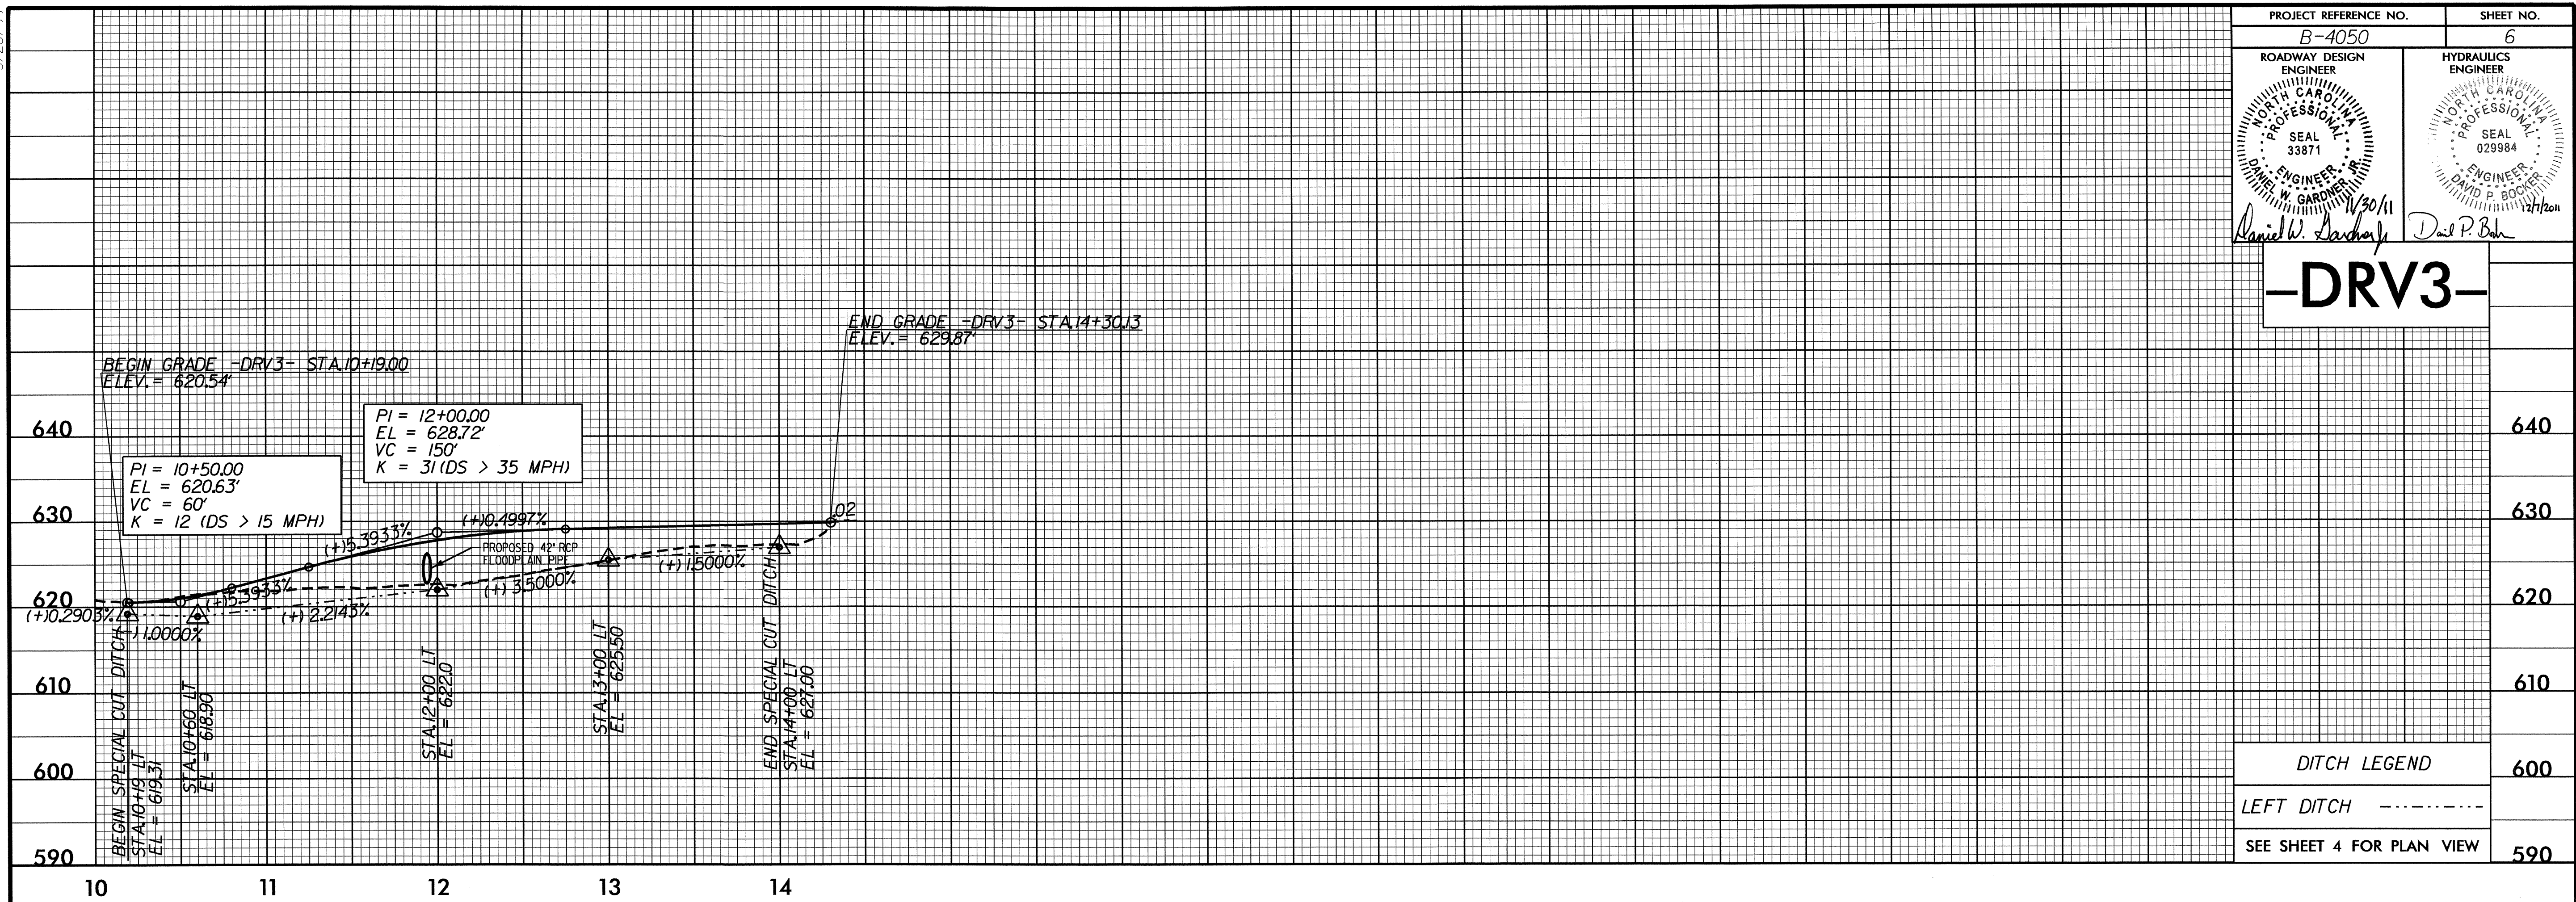 PROJECT REFERENCE NO.
SHEET NO.
B-4050
6
ROADWAY DESIGN
ENGINEER
HYDRAULICS
ENGINEER
NORTH CAROLINA
PROFESSIONAL
SEAL
33871
ENGINEER
DANIEL W. GARDNER JR.
11/30/11
Daniel W. Gardner Jr
NORTH CAROLINA
PROFESSIONAL
SEAL
029984
ENGINEER
DAVID P. BOCKER
12/7/2011
-DRV3-
END GRADE -DRV3- STA.14+30.13
ELEV.= 629.87'
BEGIN GRADE -DRV3- STA.10+19.00
ELEV.= 620.54'
PI = 12+00.00
EL = 628.72'
VC = 150'
K = 31 (DS > 35 MPH)
PI = 10+50.00
EL = 620.63'
VC = 60'
K = 12 (DS > 15 MPH)
640
640
630
630
620
620
610
610
600
600
590
590
(+)5.3933%
(+)0.4997%
.02
PROPOSED 42" RCP
FLOODPLAIN PIPE
(+)5.3933%
(+)0.2903%
(-)1.0000%
(+)2.2143%
(+)3.5000%
(+)1.5000%
BEGIN SPECIAL CUT DITCH
STA.10+19 LT
EL = 619.31
STA.10+60 LT
EL = 618.90
STA.12+00 LT
EL = 622.0
STA.13+00 LT
EL = 625.50
END SPECIAL CUT DITCH
STA.14+00 LT
EL = 627.00
DITCH LEGEND
LEFT DITCH
SEE SHEET 4 FOR PLAN VIEW
10
11
12
13
14